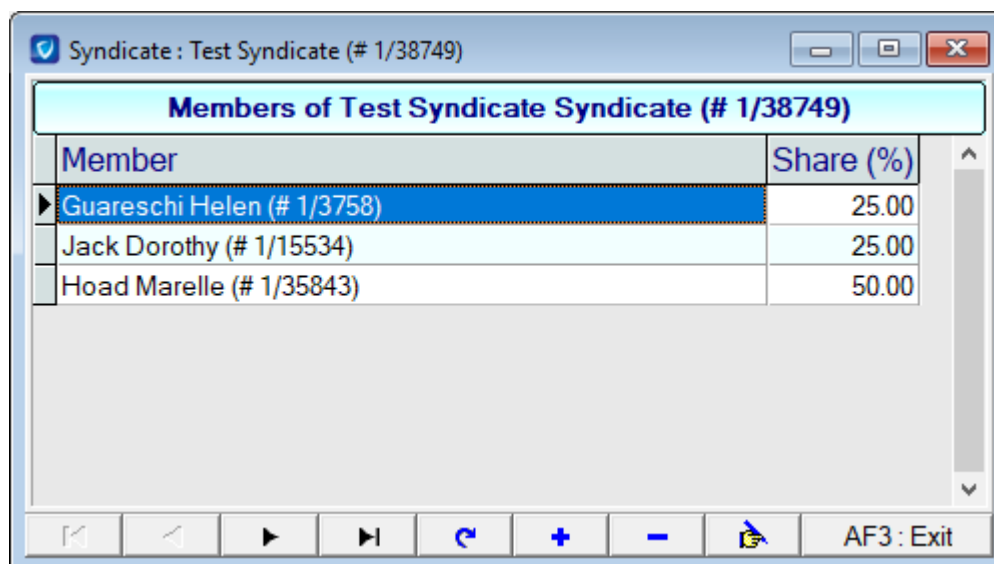 Syndicate : Test Syndicate (# 1/38749)
Members of Test Syndicate Syndicate (# 1/38749)
Member Share (%)
Guareschi Helen (# 1/3758) 25.00
Jack Dorothy (# 1/15534) 25.00
Hoad Marelle (# 1/35843) 50.00
AF3 : Exit